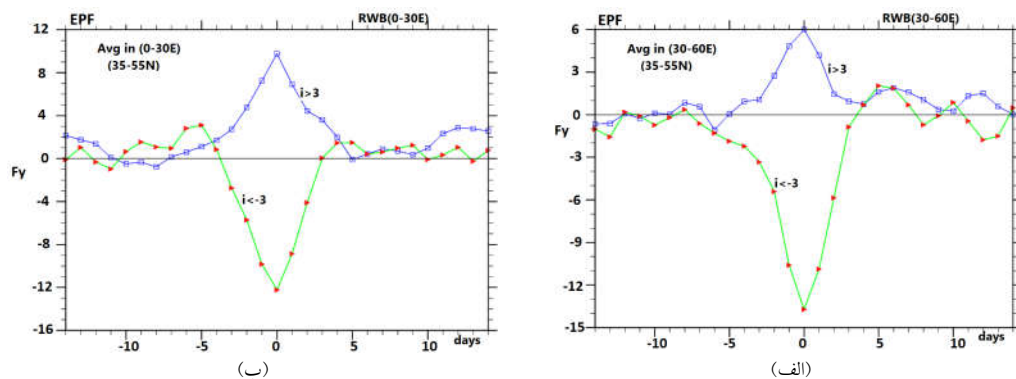 EPF
RWB(0-30E)
Avg in (0-30E)
(35-55N)
12
8
4
0
-4
-8
-12
-16
Fy
i>3
i<-3
-10
-5
0
5
10
days
(ب)
EPF
RWB(30-60E)
Avg in (30-60E)
(35-55N)
6
3
0
-3
-6
-9
-12
-15
Fy
i>3
i<-3
-10
-5
0
5
10
days
(الف)